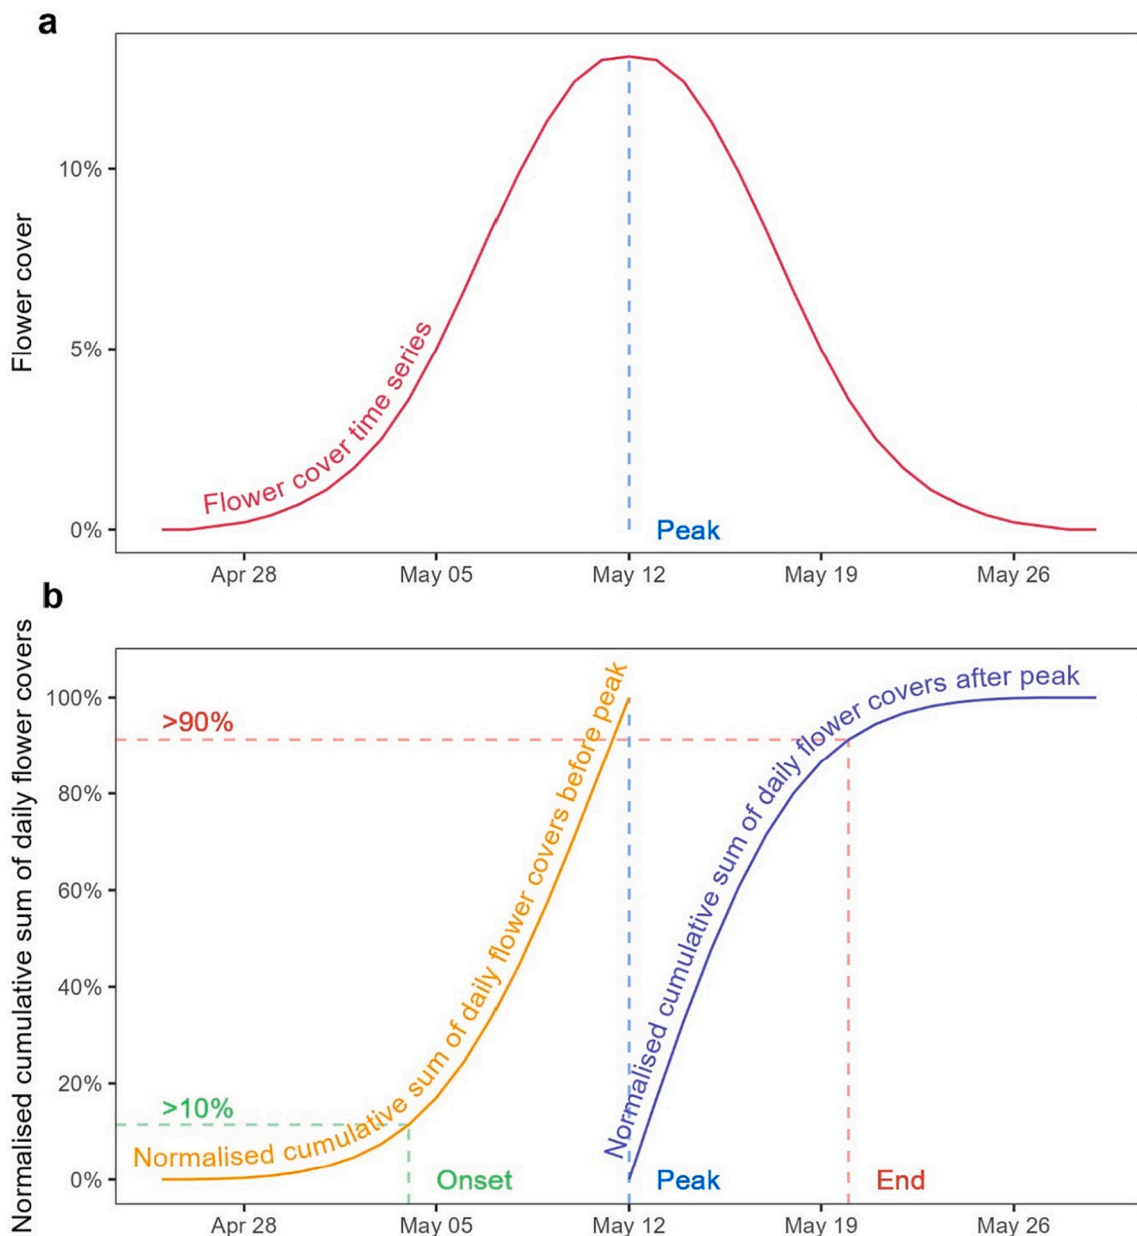 a
Flower cover
10%
5%
0%
Flower cover time series
Peak
Apr 28
May 05
May 12
May 19
May 26
b
Normalised cumulative sum of daily flower covers
100%
80%
60%
40%
20%
0%
>90%
>10%
Normalised cumulative sum of daily flower covers before peak
Normalised cumulative sum of daily flower covers after peak
Onset
Peak
End
Apr 28
May 05
May 12
May 19
May 26